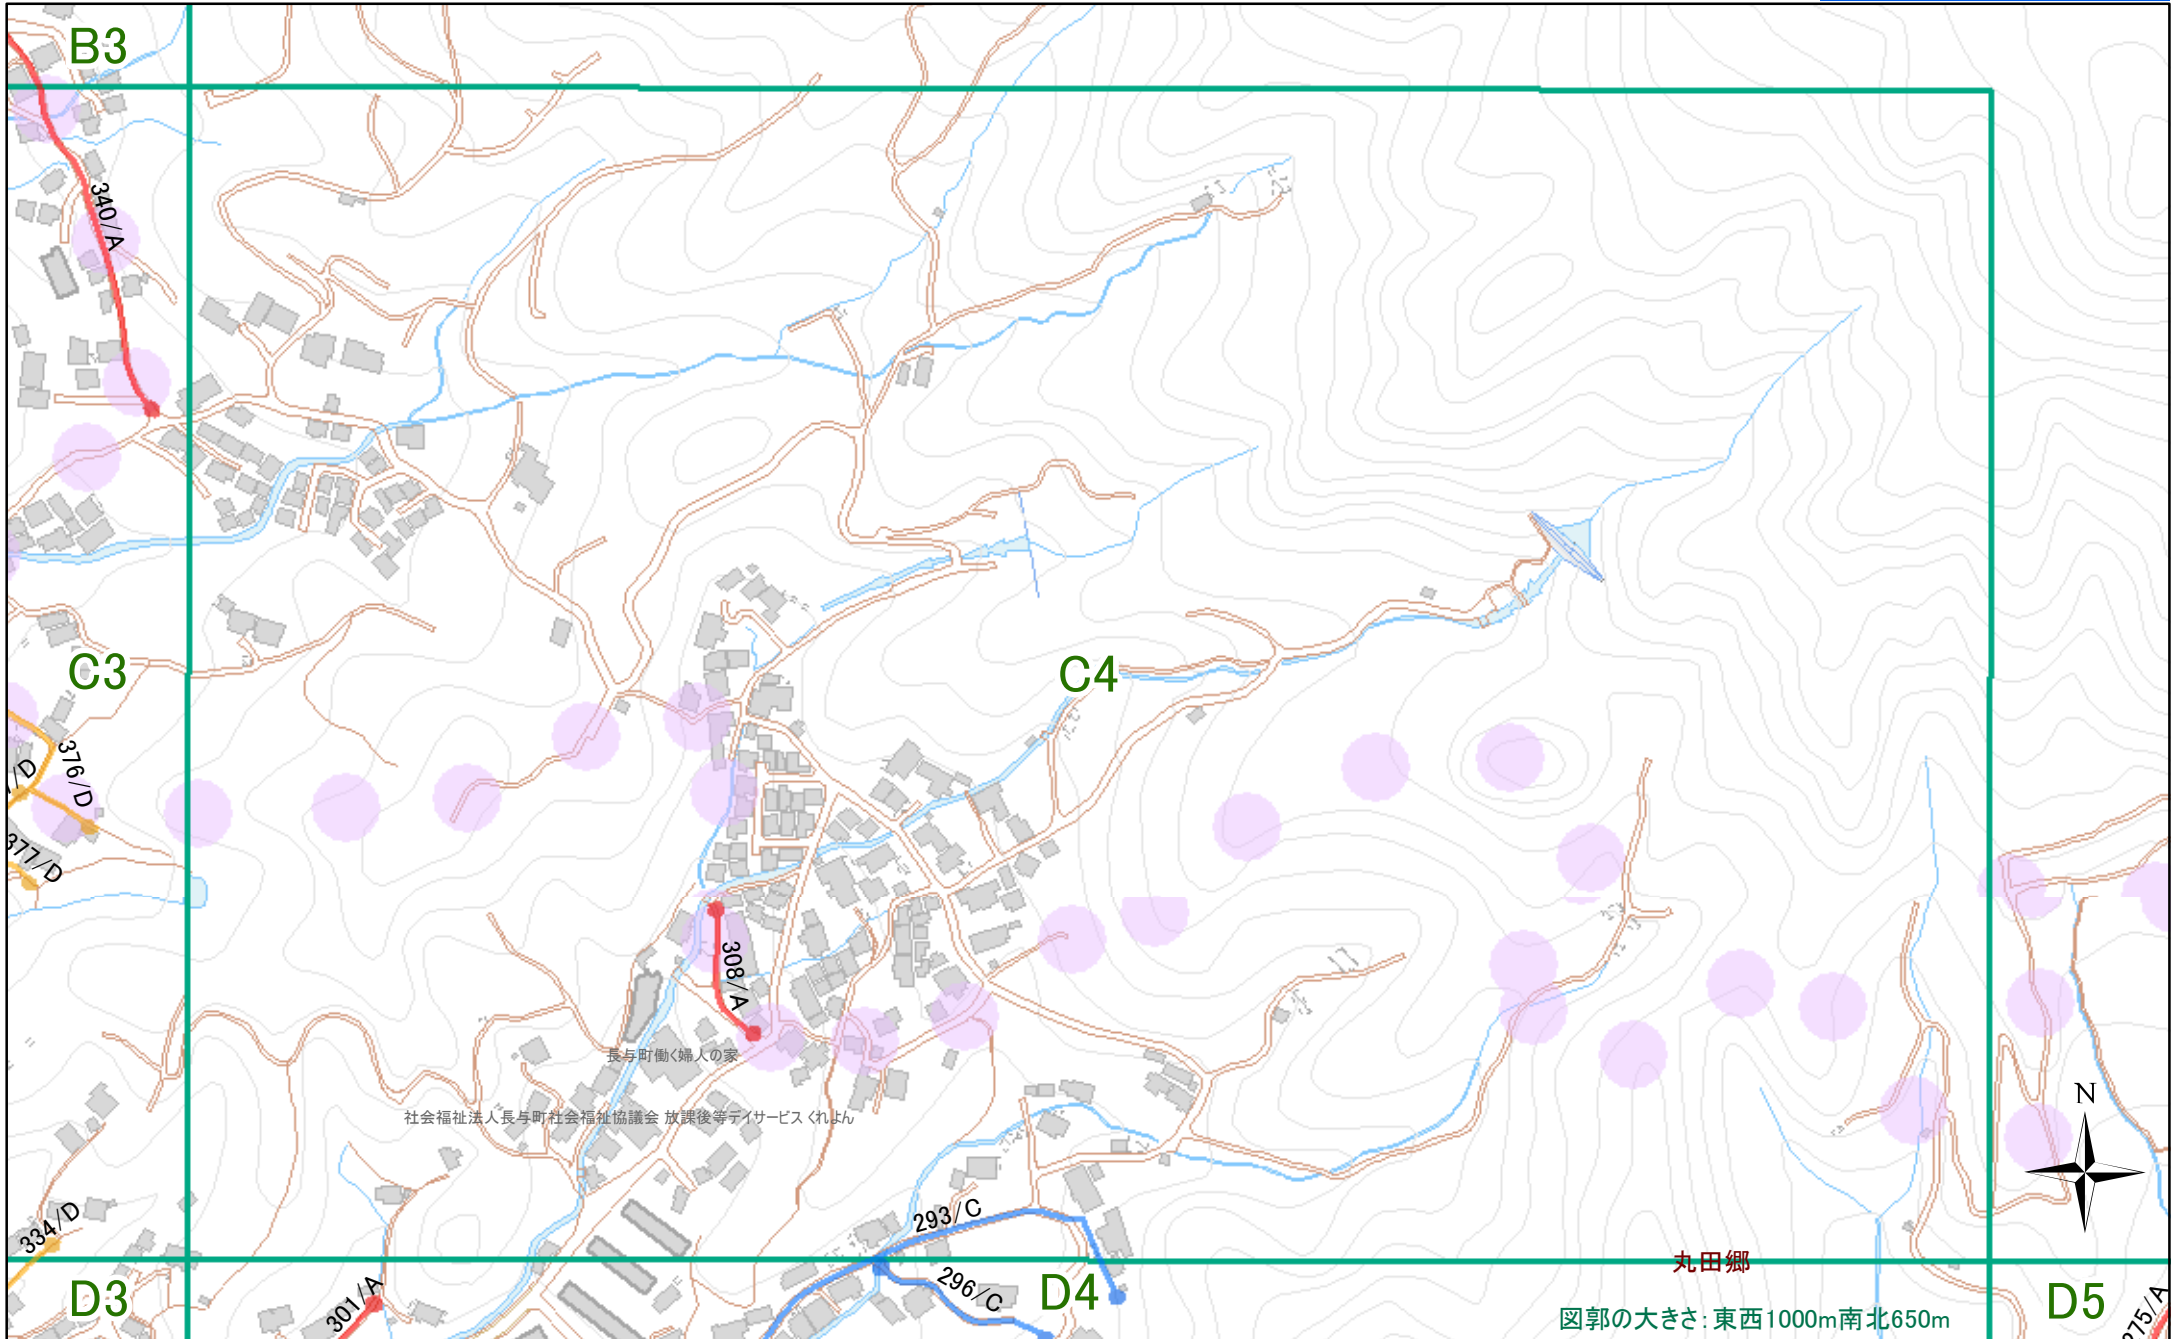 B3
340/A
C3
C4
376/D
/D
377/D
308/A
長与町働く婦人の家
社会福祉法人長与町社会福祉協議会 放課後等デイサービスくれよん
N
334/D
293/C
丸田郷
D3
301/A
296/C
D4
D5
275/A
図郭の大きさ：東西1000m南北650m